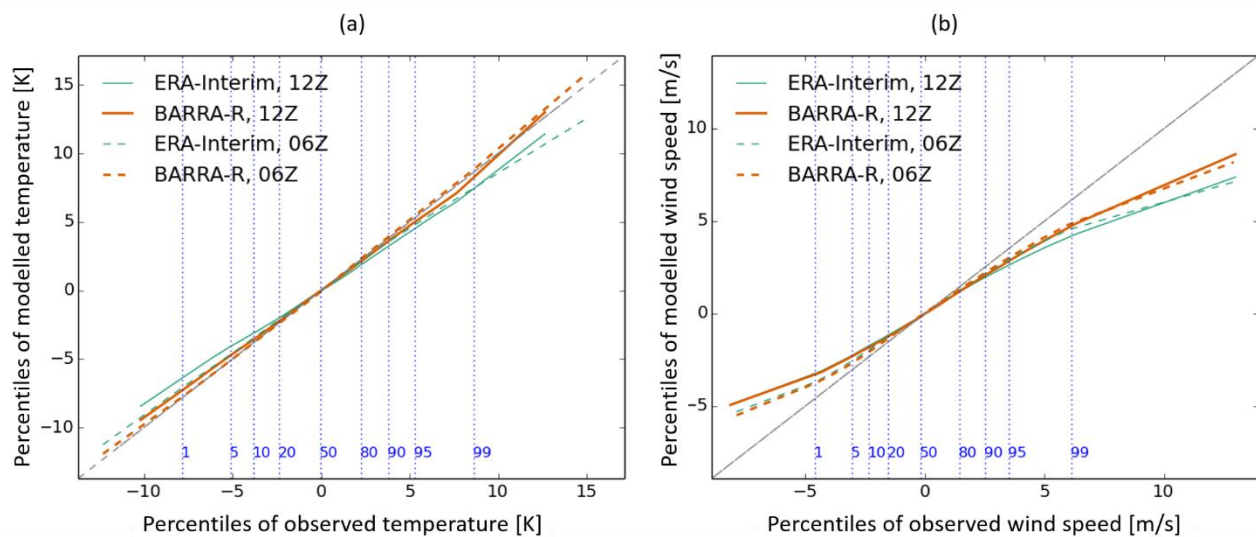 (a)
Percentiles of modelled temperature [K]
15
10
5
0
−5
−10
ERA-Interim, 12Z
BARRA-R, 12Z
ERA-Interim, 06Z
BARRA-R, 06Z
1 5 10 20 50 80 90 95 99
−10 −5 0 5 10 15
Percentiles of observed temperature [K]
(b)
Percentiles of modelled wind speed [m/s]
10
5
0
−5
ERA-Interim, 12Z
BARRA-R, 12Z
ERA-Interim, 06Z
BARRA-R, 06Z
1 5 10 20 50 80 90 95 99
−5 0 5 10
Percentiles of observed wind speed [m/s]